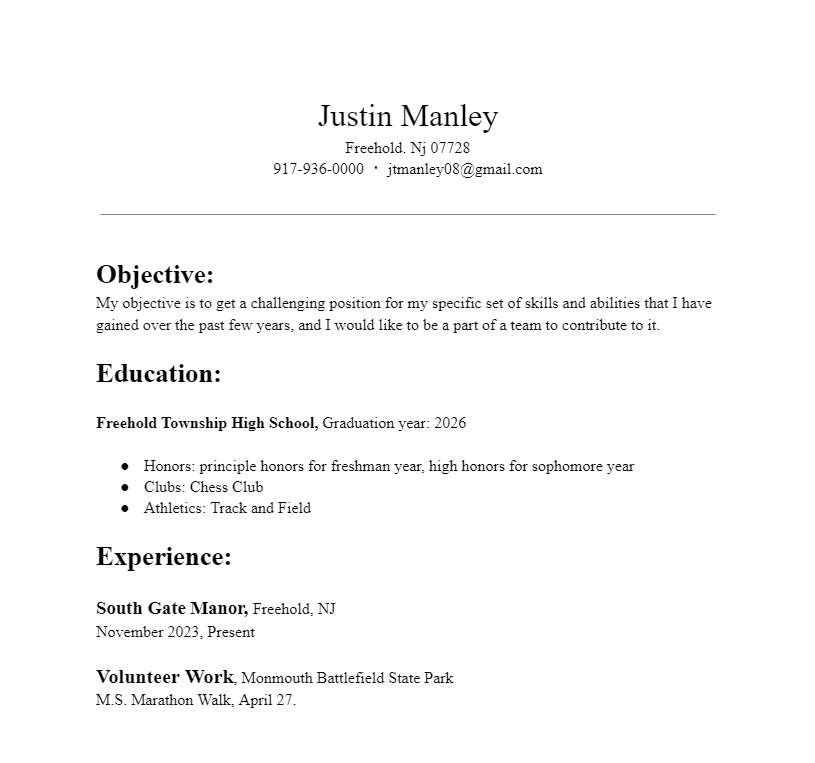 Justin Manley
Freehold. Nj 07728
917-936-0000 · jtmanley08@gmail.com
Objective:
My objective is to get a challenging position for my specific set of skills and abilities that I have
gained over the past few years, and I would like to be a part of a team to contribute to it.
Education:
Freehold Township High School, Graduation year: 2026
● Honors: principle honors for freshman year, high honors for sophomore year
● Clubs: Chess Club
● Athletics: Track and Field
Experience:
South Gate Manor, Freehold, NJ
November 2023, Present
Volunteer Work, Monmouth Battlefield State Park
M.S. Marathon Walk, April 27.